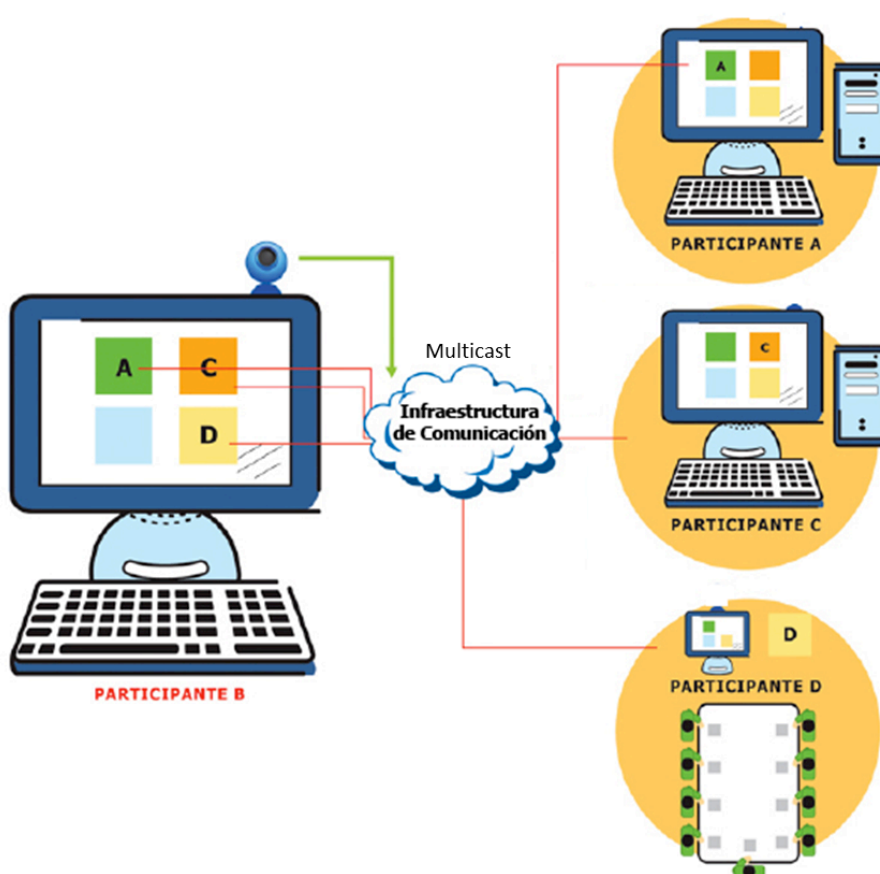 A
PARTICIPANTE A
Multicast
Infraestructura
de Comunicación
A
C
D
C
PARTICIPANTE C
PARTICIPANTE B
D
PARTICIPANTE D